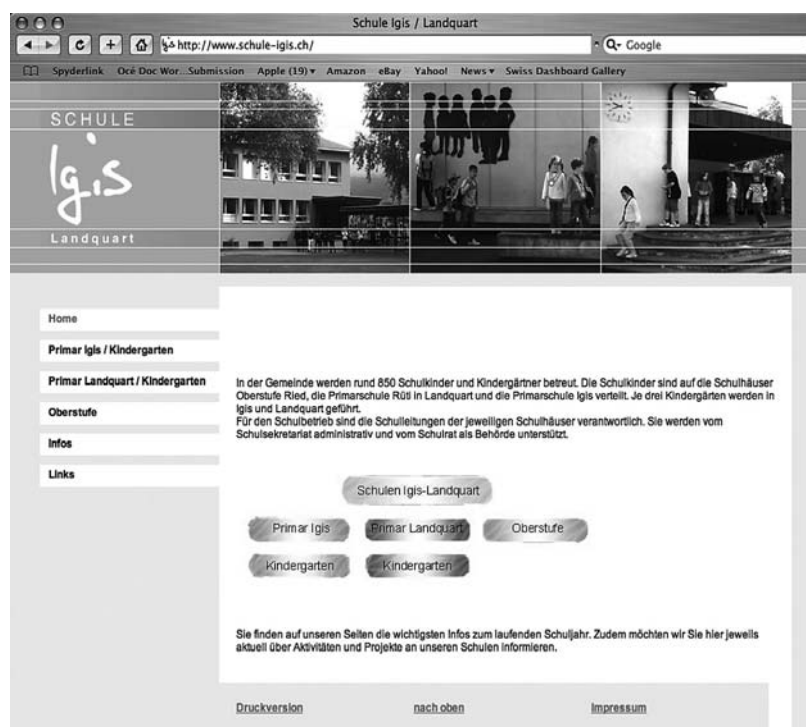 Schule Igis / Landquart
http://www.schule-igis.ch/
Google
Spyderlink Océ Doc Wor...Submission Apple (19) Amazon eBay Yahoo! News Swiss Dashboard Gallery
SCHULE
Igis
Landquart
Home
Primar Igis / Kindergarten
Primar Landquart / Kindergarten
Oberstufe
Infos
Links
In der Gemeinde werden rund 850 Schulkinder und Kindergärtner betreut. Die Schulkinder sind auf die Schulhäuser
Oberstufe Ried, die Primarschule Rüti in Landquart und die Primarschule Igis verteilt. Je drei Kindergärten werden in
Igis und Landquart geführt.
Für den Schulbetrieb sind die Schulleitungen der jeweiligen Schulhäuser verantwortlich. Sie werden vom
Schulsekretariat administrativ und vom Schulrat als Behörde unterstützt.
Schulen Igis-Landquart
Primar Igis Primar Landquart Oberstufe
Kindergarten Kindergarten
Sie finden auf unseren Seiten die wichtigsten Infos zum laufenden Schuljahr. Zudem möchten wir Sie hier jeweils
aktuell über Aktivitäten und Projekte an unseren Schulen informieren.
Druckversion nach oben Impressum